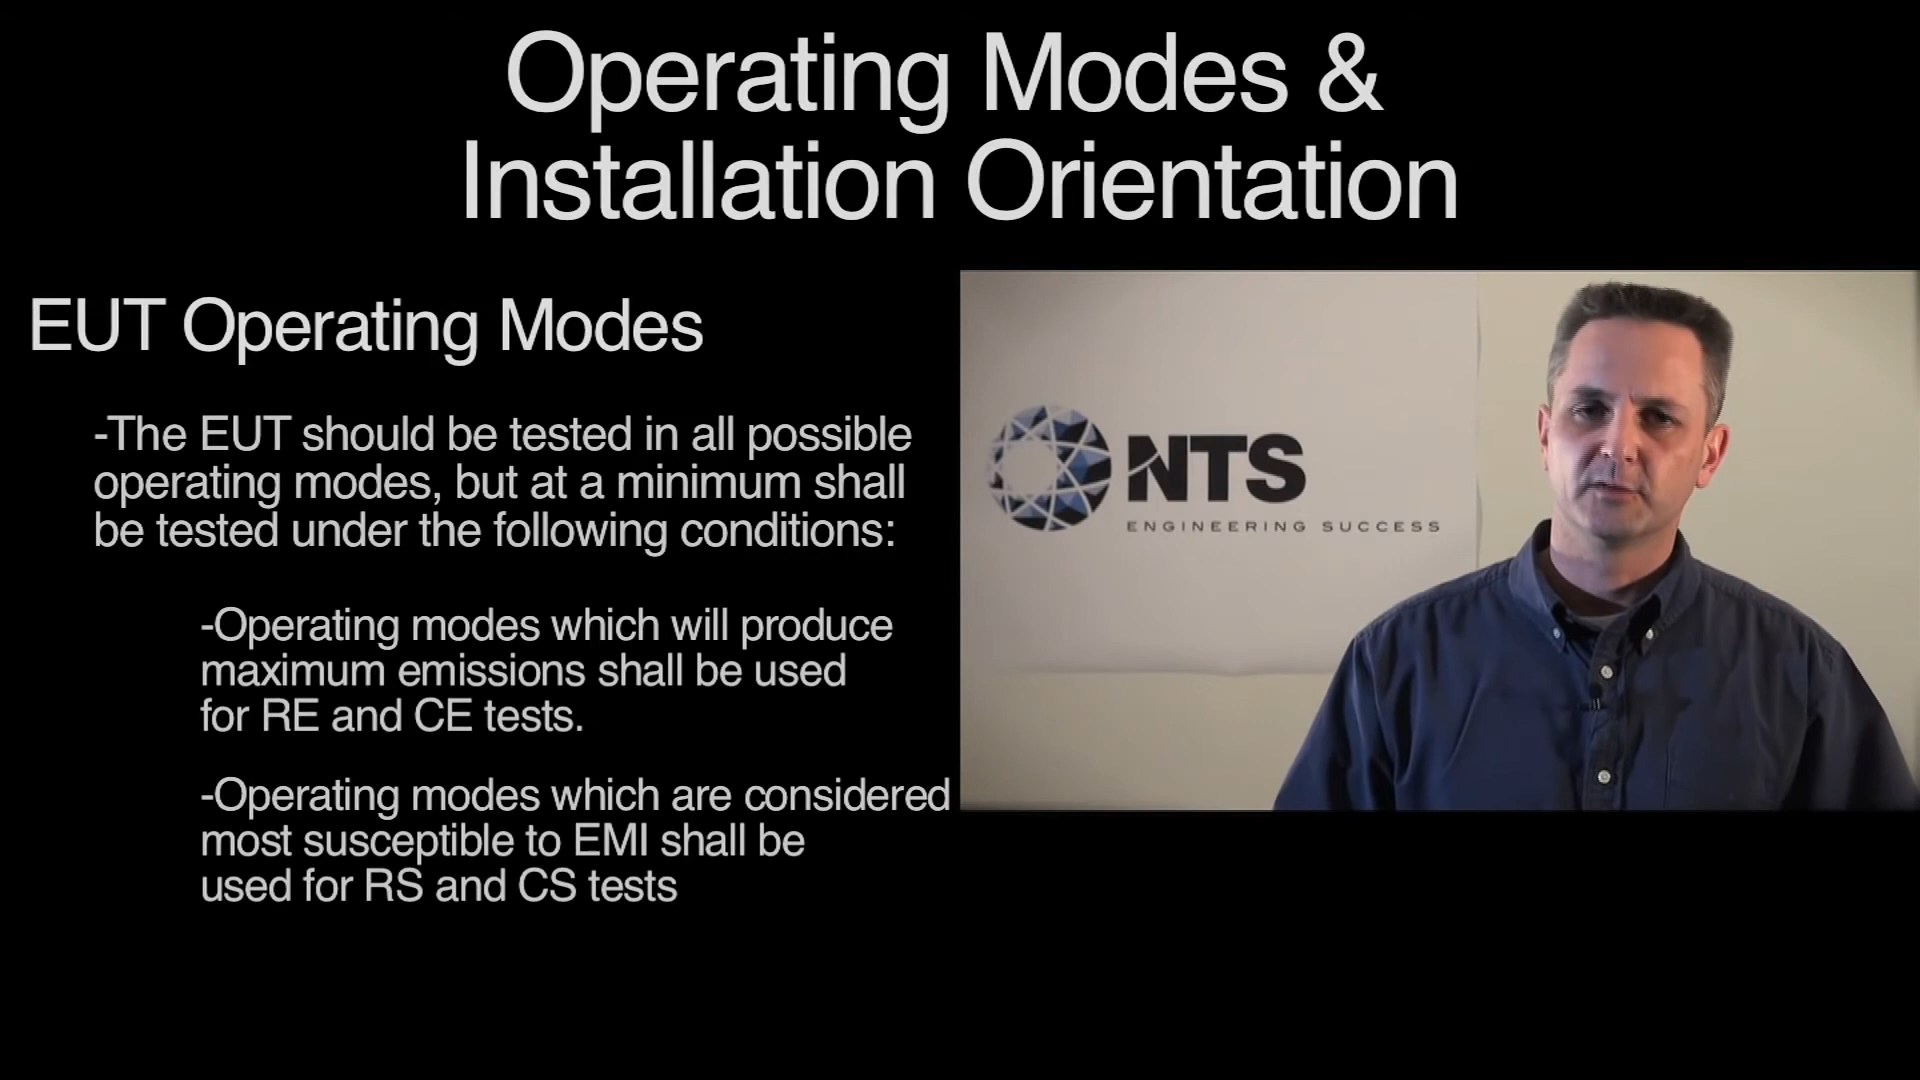 Operating Modes &
Installation Orientation
EUT Operating Modes
-The EUT should be tested in all possible
operating modes, but at a minimum shall
be tested under the following conditions:
-Operating modes which will produce
maximum emissions shall be used
for RE and CE tests.
-Operating modes which are considered
most susceptible to EMI shall be
used for RS and CS tests
NTS
ENGINEERING SUCCESS